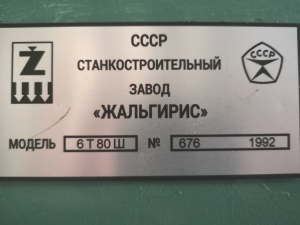 СССР
СТАНКОСТРОИТЕЛЬНЫЙ
ЗАВОД
«ЖАЛЬГИРИС»
МОДЕЛЬ 6Т80Ш № 676 1992
Ž
СССР